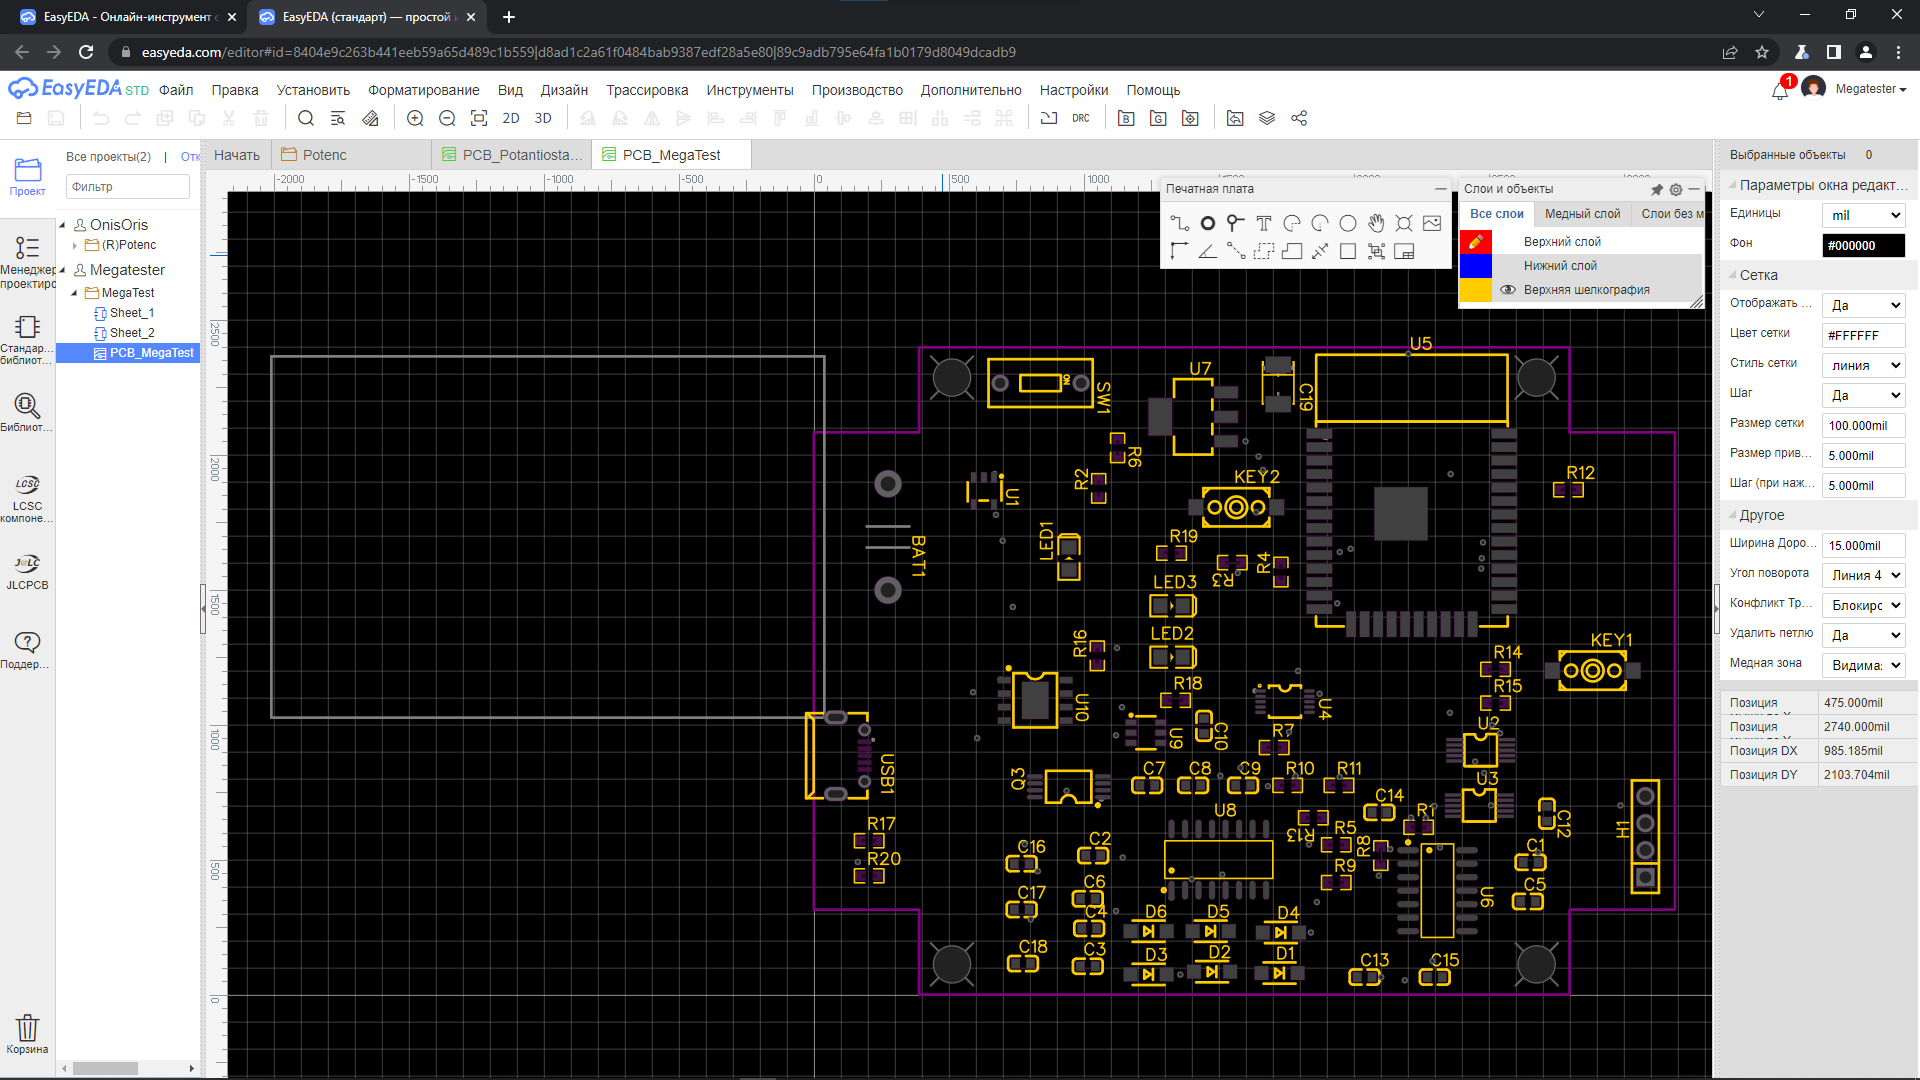 EasyEDA - Онлайн-инструмент с
EasyEDA (стандарт) — простой и
easyeda.com/editor#id=8404e9c263b441eeb59a65d489c1b559|d8ad1c2a61f0484bab9387edf28a5e80|89c9adb795e64fa1b0179d8049dcadb9
EasyEDA STD Файл Правка Установить Форматирование Вид Дизайн Трассировка Инструменты Производство Дополнительно Настройки Помощь 1 Megatester
2D 3D DRC B G
Проект
Менеджер проектиро
Стандар... библиот...
Библиот...
LCSC
LCSC компоне...
JLCPCB
Поддер...
Корзина
Все проекты(2) | Отк
Фильтр
OnisOris
(R)Potenc
Megatester
MegaTest
Sheet_1
Sheet_2
PCB_MegaTest
Начать Potenc PCB_Potantiosta... PCB_MegaTest
-2000 -1500 -1000 -500 0 500 1000
2500
2000
1500
1000
500
0
Печатная плата
Слои и объекты
Все слои Медный слой Слои без м
Верхний слой
Нижний слой
Верхняя шелкография
U5
U7
C19
SW1
ON
R6
R2
U1
KEY2
R12
LED1
BAT1
R19
R3
R4
LED3
LED2
R16
KEY1
R14
R15
R18
U10
U4
U9
C10
R7
U2
U3
USB1
Q3
C7 C8 C9 R10 R11
C14
R1
U8
R13
R5
R8
R9
C12
H1
R17
R20
C16
C2
C1
C17
C6
C4
C5
U6
D6 D5 D4
C18 C3 D3 D2 D1
C13 C15
Выбранные объекты 0
Параметры окна редакт...
Единицы mil
Фон #000000
Сетка
Отображать ... Да
Цвет сетки #FFFFFF
Стиль сетки линия
Шаг Да
Размер сетки 100.000mil
Размер прив... 5.000mil
Шаг (при наж... 5.000mil
Другое
Ширина Доро... 15.000mil
Угол поворота Линия 4
Конфликт Тр... Блокирс
Удалить петлю Да
Медная зона Видима
Позиция 475.000mil
Позиция 2740.000mil
Позиция DX 985.185mil
Позиция DY 2103.704mil